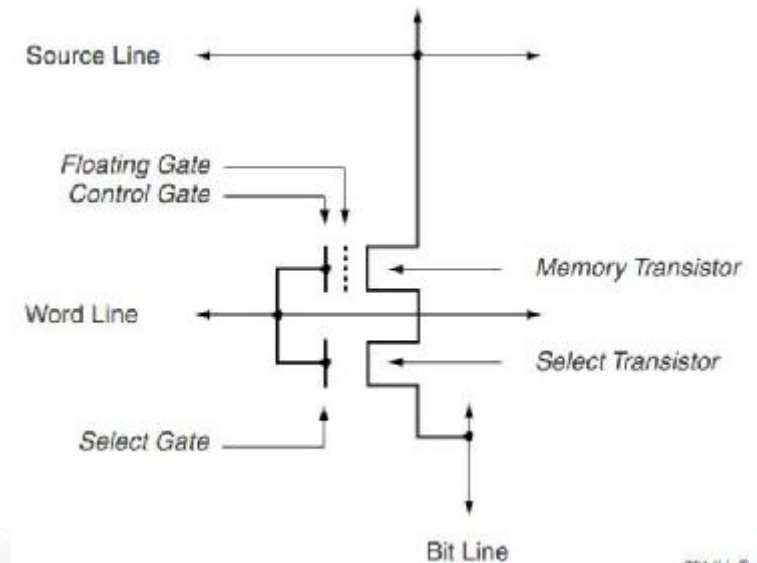 Source Line
Floating Gate
Control Gate
Memory Transistor
Word Line
Select Transistor
Select Gate
Bit Line